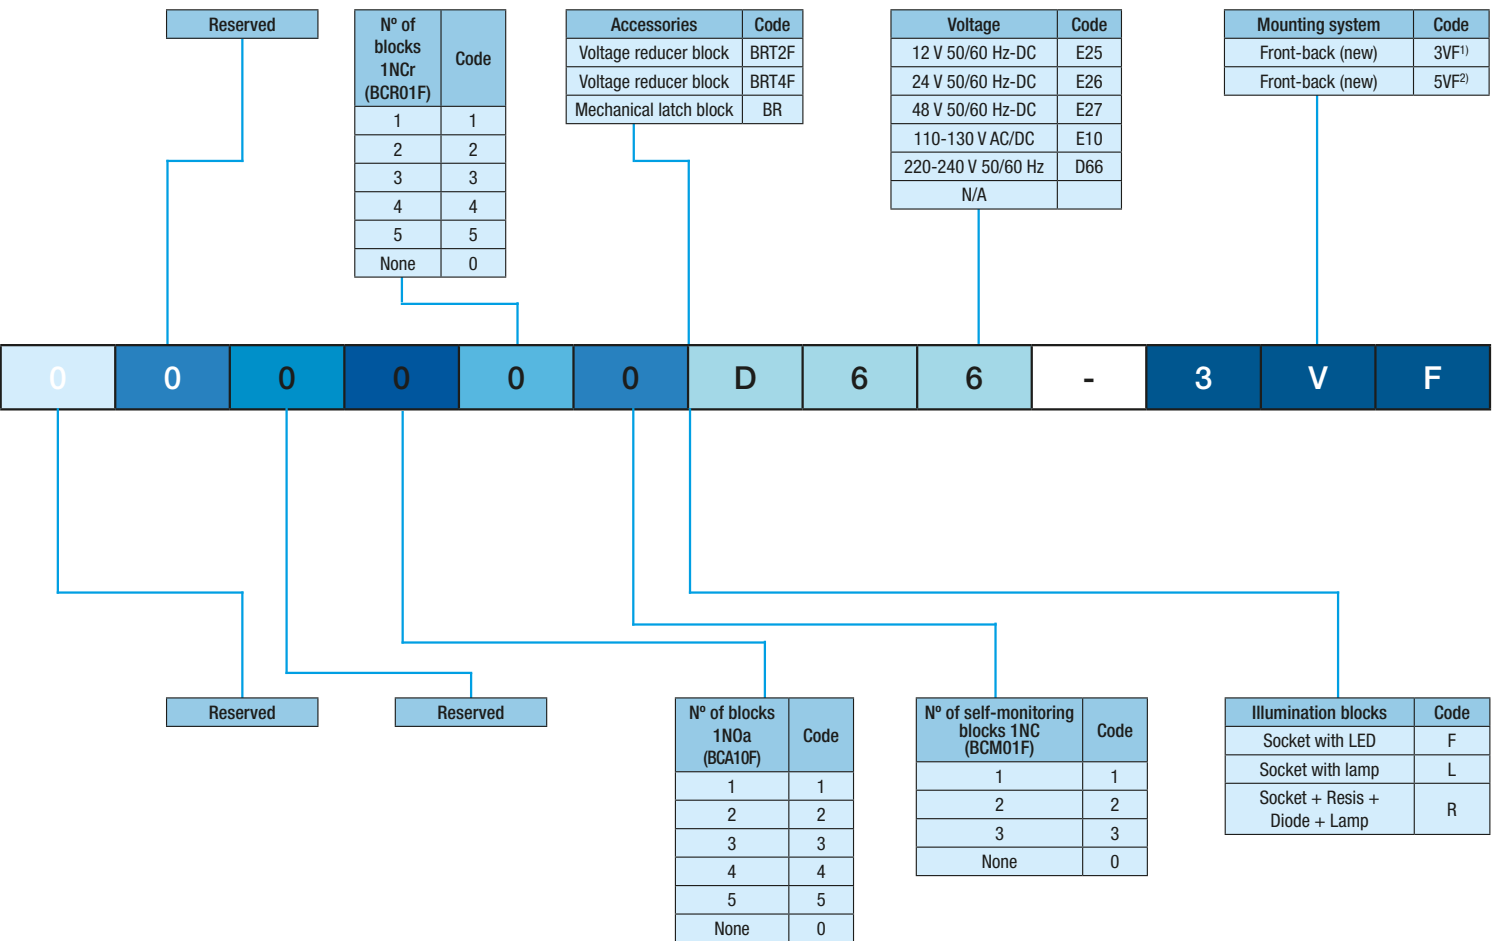 Reserved
Nº of blocks 1NCr (BCR01F) Code
1 1
2 2
3 3
4 4
5 5
None 0
Accessories Code
Voltage reducer block BRT2F
Voltage reducer block BRT4F
Mechanical latch block BR
Voltage Code
12 V 50/60 Hz-DC E25
24 V 50/60 Hz-DC E26
48 V 50/60 Hz-DC E27
110-130 V AC/DC E10
220-240 V 50/60 Hz D66
N/A
Mounting system Code
Front-back (new) 3VF1)
Front-back (new) 5VF2)
0 0 0 0 0 0 D 6 6 - 3 V F
Reserved
Reserved
Nº of blocks 1NOa (BCA10F) Code
1 1
2 2
3 3
4 4
5 5
None 0
Nº of self-monitoring blocks 1NC (BCM01F) Code
1 1
2 2
3 3
None 0
Illumination blocks Code
Socket with LED F
Socket with lamp L
Socket + Resis + Diode + Lamp R